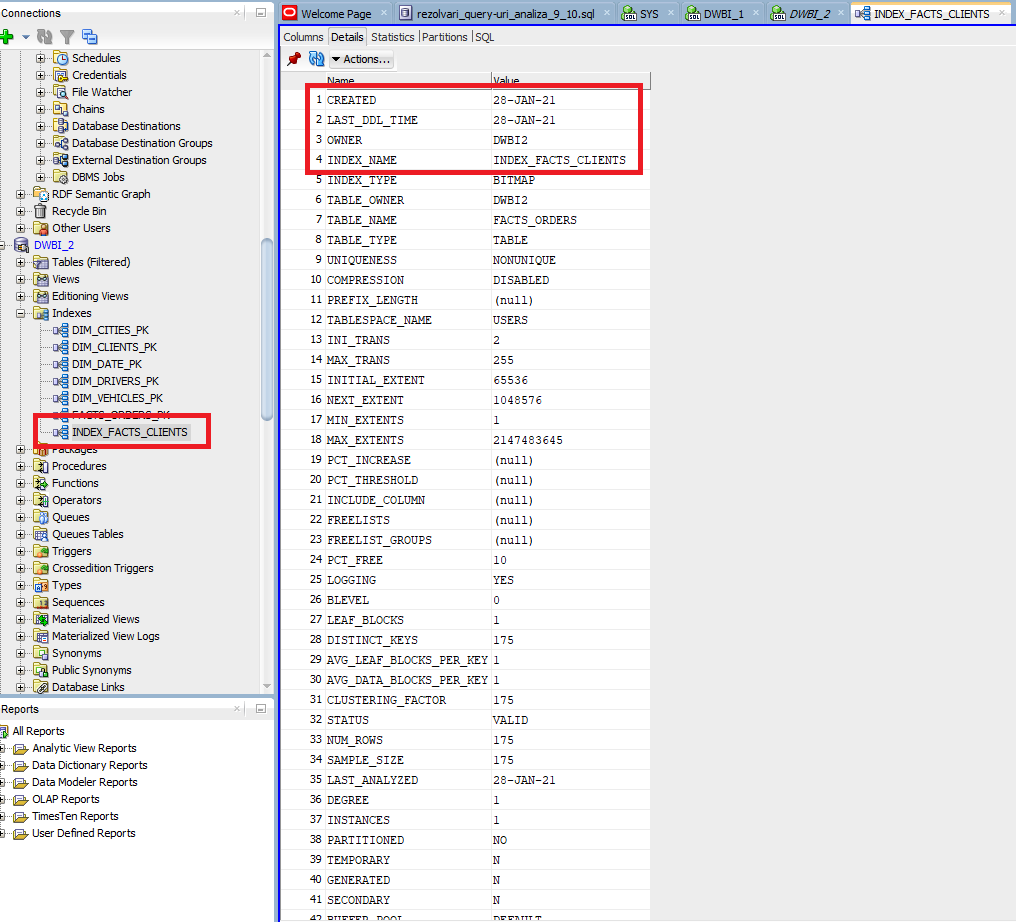 Connections
Schedules
Credentials
File Watcher
Chains
Database Destinations
Database Destination Groups
External Destination Groups
DBMS Jobs
RDF Semantic Graph
Recycle Bin
Other Users
DWBI_2
Tables (Filtered)
Views
Editioning Views
Indexes
DIM_CITIES_PK
DIM_CLIENTS_PK
DIM_DATE_PK
DIM_DRIVERS_PK
DIM_VEHICLES_PK
FACTS_ORDERS_PK
INDEX_FACTS_CLIENTS
Packages
Procedures
Functions
Operators
Queues
Queues Tables
Triggers
Crossedition Triggers
Types
Sequences
Materialized Views
Materialized View Logs
Synonyms
Public Synonyms
Database Links
Reports
All Reports
Analytic View Reports
Data Dictionary Reports
Data Modeler Reports
OLAP Reports
TimesTen Reports
User Defined Reports
Welcome Page rezolvari_query-uri_analiza_9_10.sql SYS DWBI_1 DWBI_2 INDEX_FACTS_CLIENTS
Columns Details Statistics Partitions SQL
Actions...
Name Value
1 CREATED 28-JAN-21
2 LAST_DDL_TIME 28-JAN-21
3 OWNER DWBI2
4 INDEX_NAME INDEX_FACTS_CLIENTS
5 INDEX_TYPE BITMAP
6 TABLE_OWNER DWBI2
7 TABLE_NAME FACTS_ORDERS
8 TABLE_TYPE TABLE
9 UNIQUENESS NONUNIQUE
10 COMPRESSION DISABLED
11 PREFIX_LENGTH (null)
12 TABLESPACE_NAME USERS
13 INI_TRANS 2
14 MAX_TRANS 255
15 INITIAL_EXTENT 65536
16 NEXT_EXTENT 1048576
17 MIN_EXTENTS 1
18 MAX_EXTENTS 2147483645
19 PCT_INCREASE (null)
20 PCT_THRESHOLD (null)
21 INCLUDE_COLUMN (null)
22 FREELISTS (null)
23 FREELIST_GROUPS (null)
24 PCT_FREE 10
25 LOGGING YES
26 BLEVEL 0
27 LEAF_BLOCKS 1
28 DISTINCT_KEYS 175
29 AVG_LEAF_BLOCKS_PER_KEY 1
30 AVG_DATA_BLOCKS_PER_KEY 1
31 CLUSTERING_FACTOR 175
32 STATUS VALID
33 NUM_ROWS 175
34 SAMPLE_SIZE 175
35 LAST_ANALYZED 28-JAN-21
36 DEGREE 1
37 INSTANCES 1
38 PARTITIONED NO
39 TEMPORARY N
40 GENERATED N
41 SECONDARY N
42 BUFFER_POOL DEFAULT